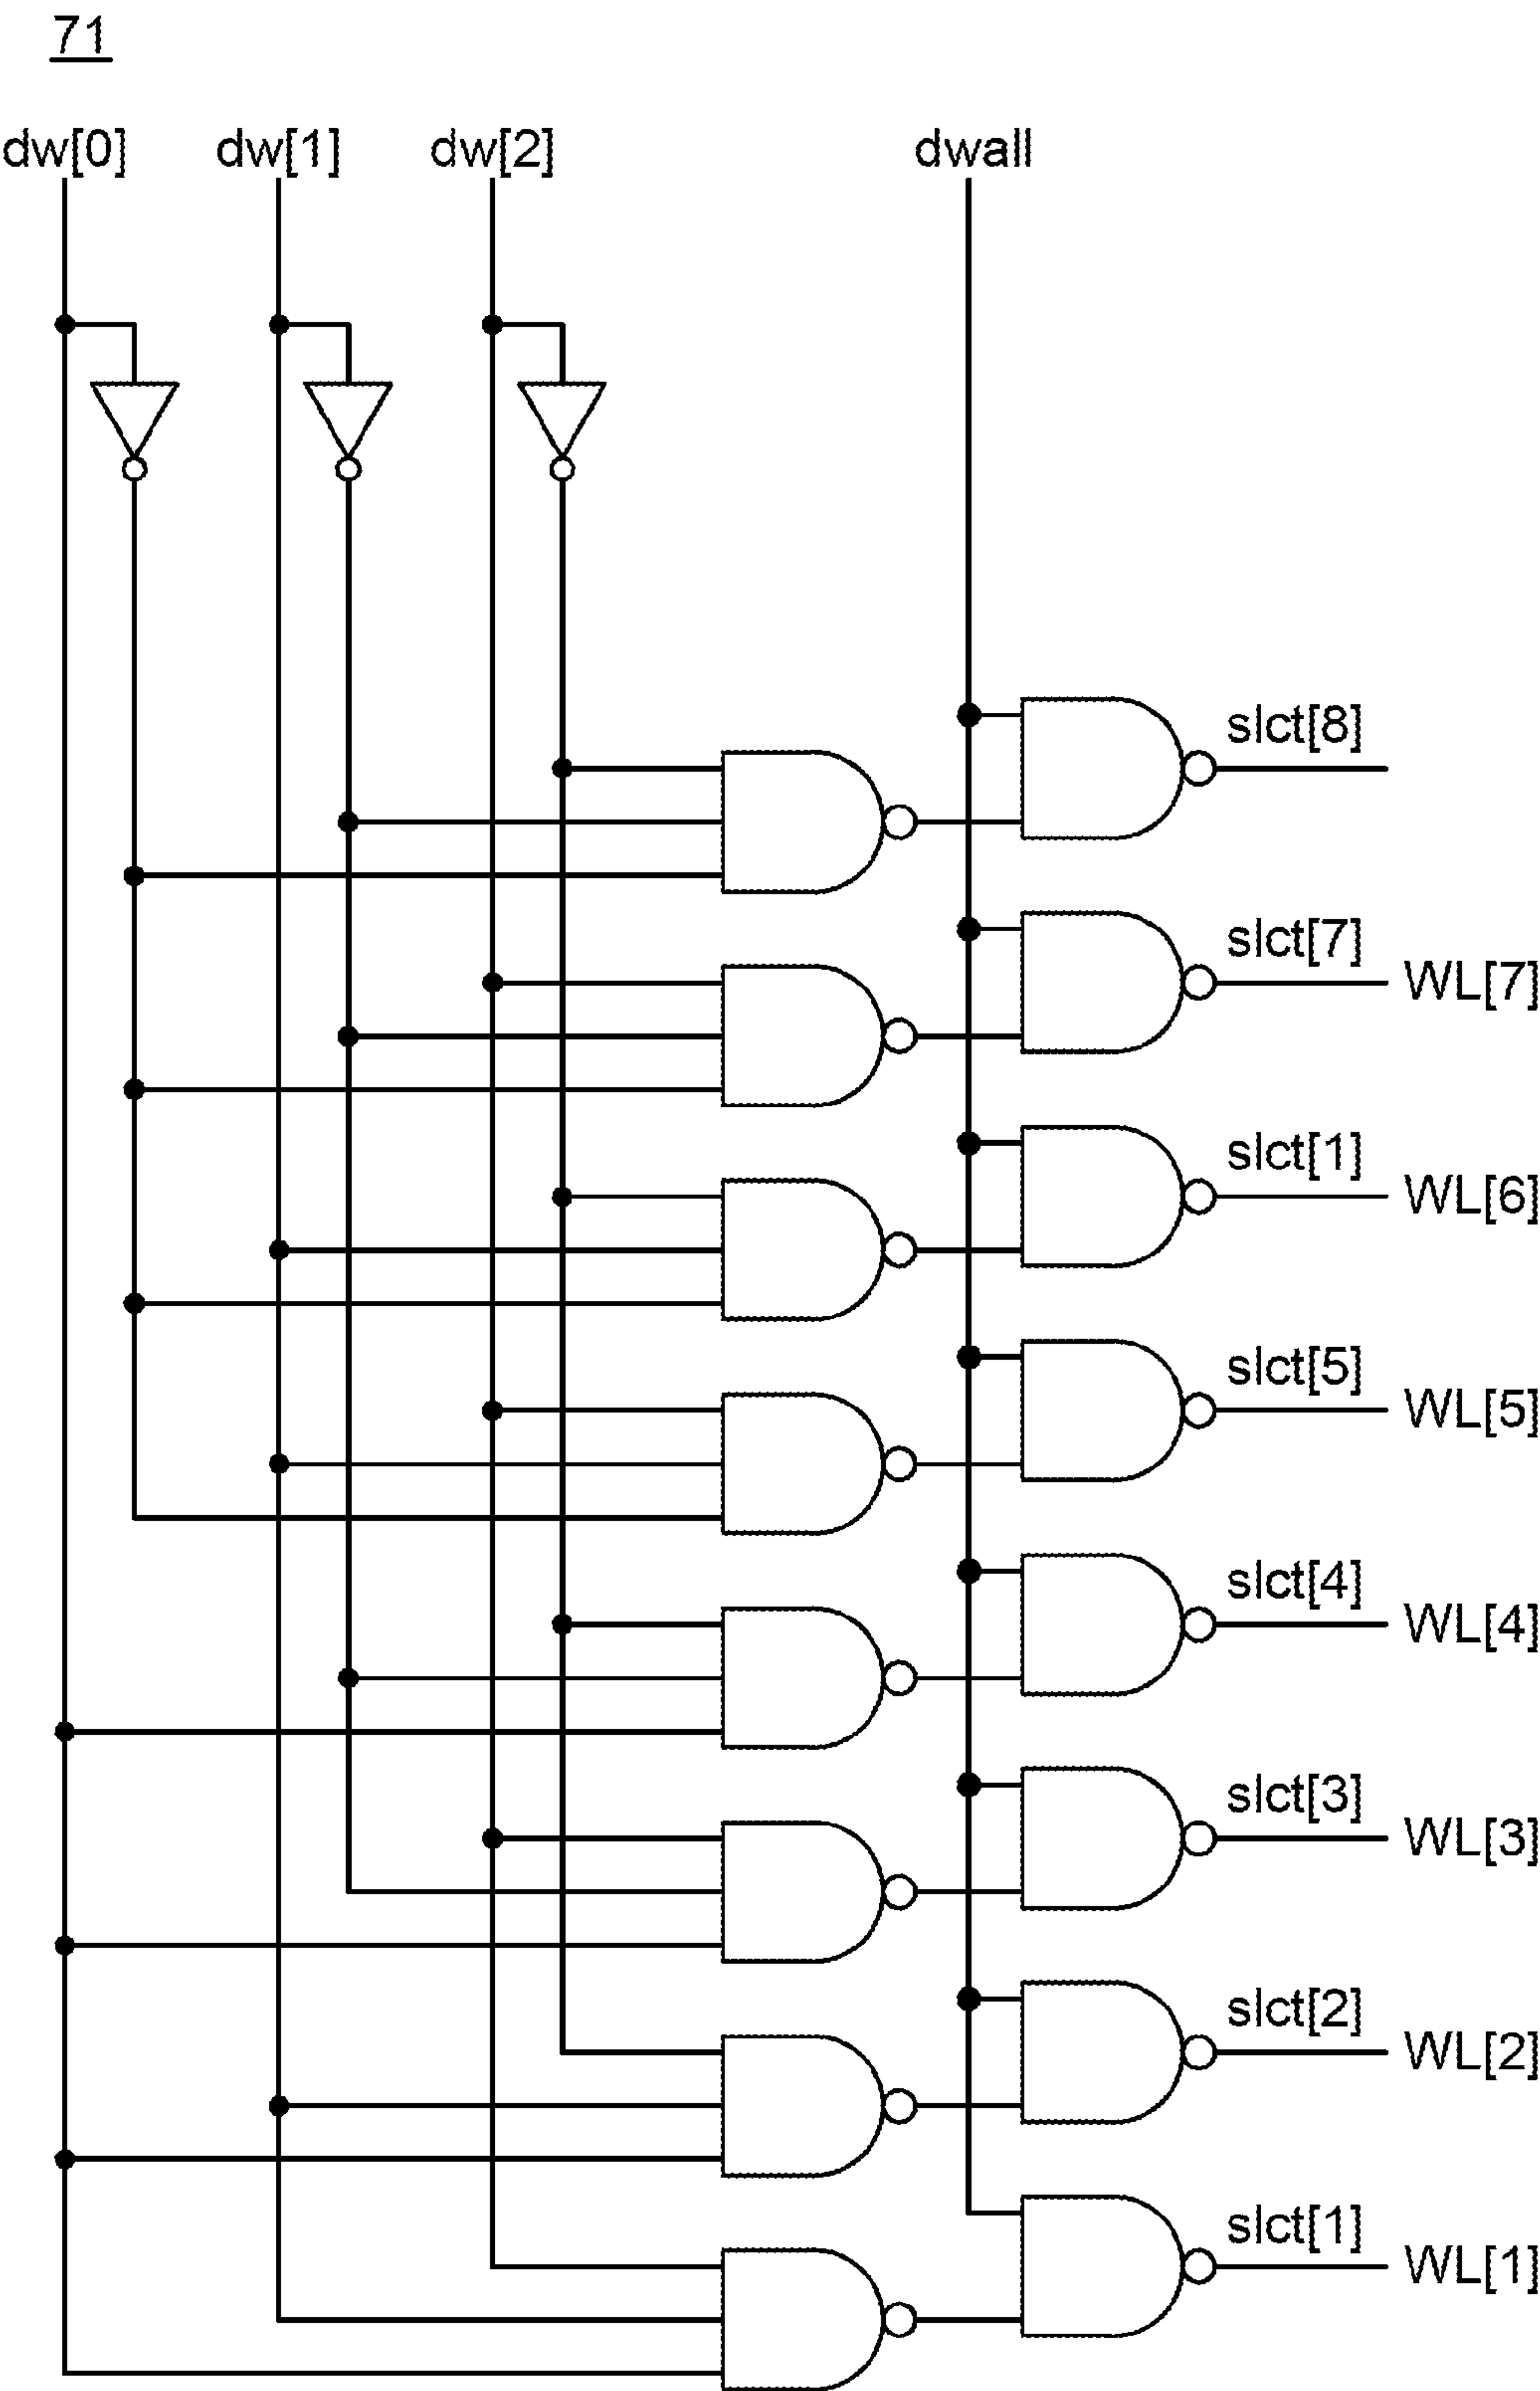 71
dw[0] dw[1] dw[2] dwall
slct[8]
slct[7]
WL[7]
slct[1]
WL[6]
slct[5]
WL[5]
slct[4]
WL[4]
slct[3]
WL[3]
slct[2]
WL[2]
slct[1]
WL[1]